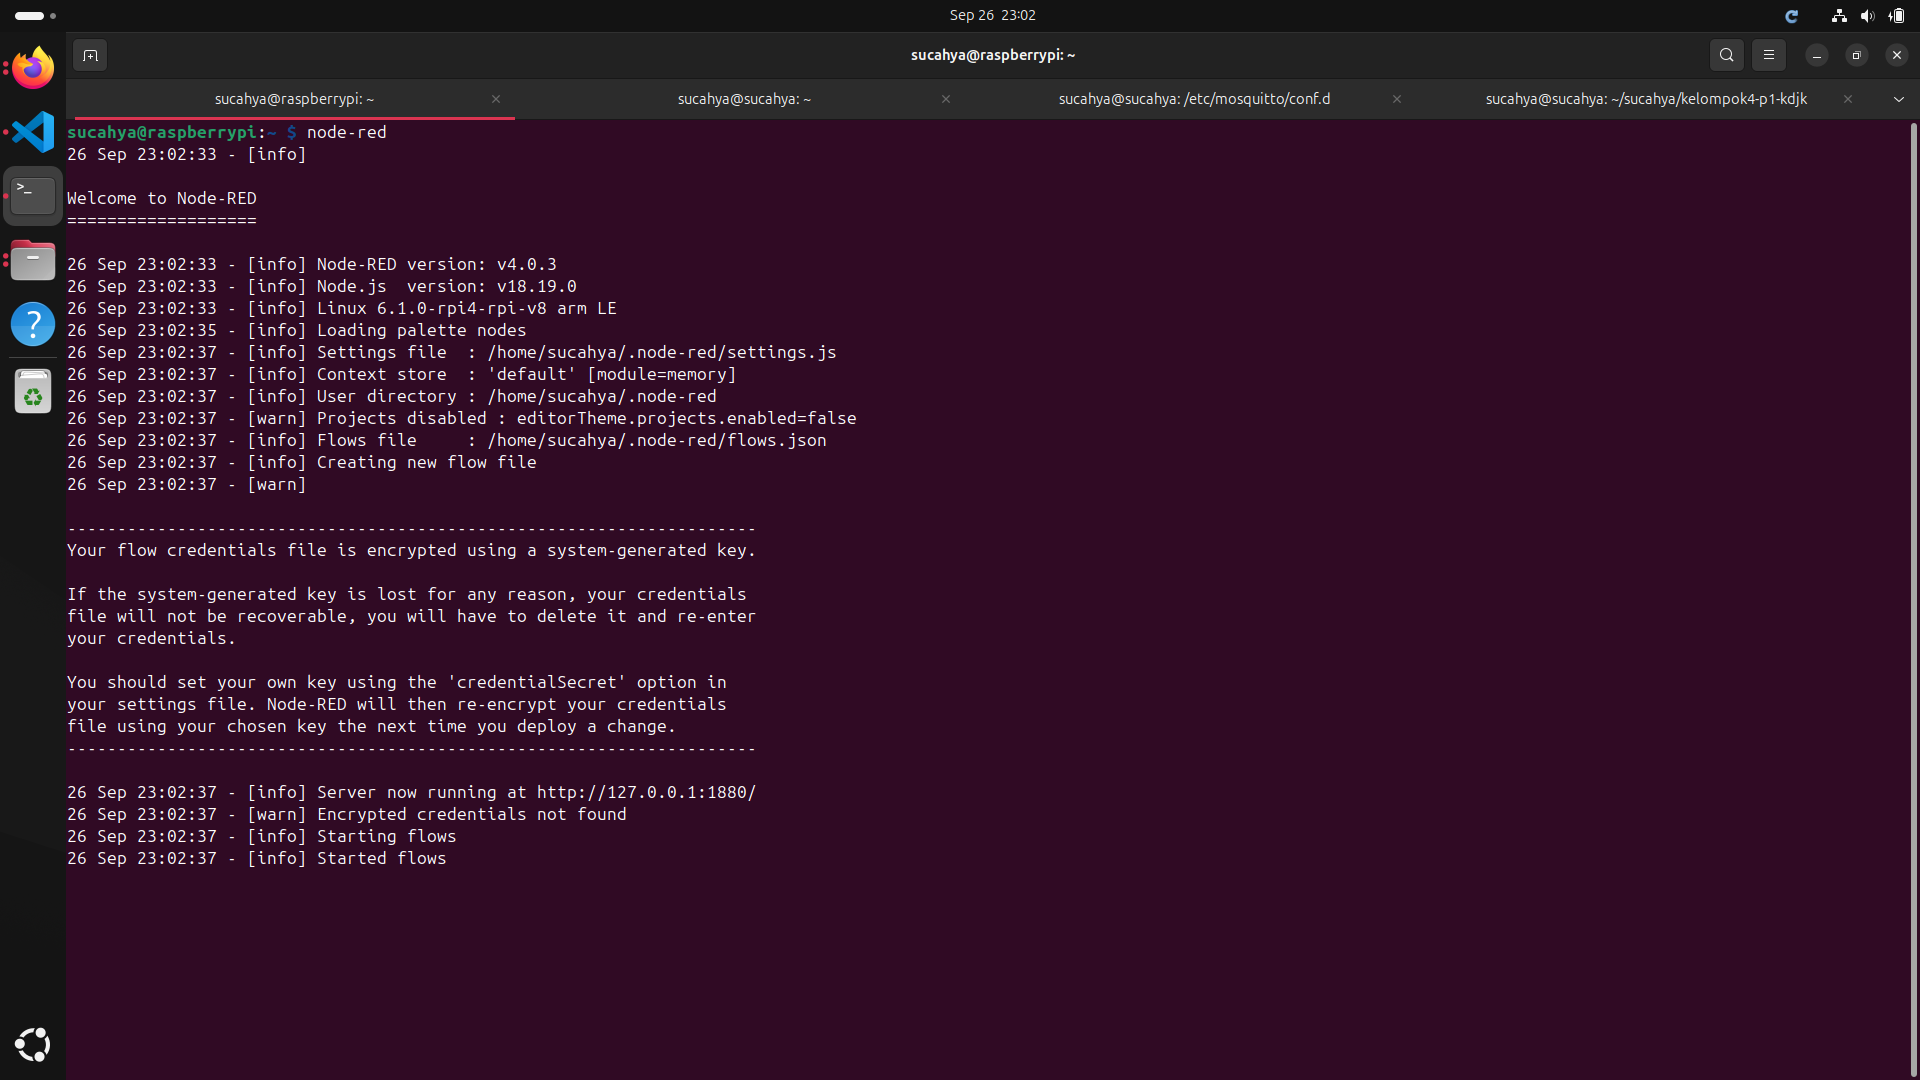 Sep 26 23:02
sucahya@raspberrypi: ~
sucahya@raspberrypi: ~
sucahya@sucahya: ~
sucahya@sucahya: /etc/mosquitto/conf.d
sucahya@sucahya: ~/sucahya/kelompok4-p1-kdjk
sucahya@raspberrypi:~ $ node-red
26 Sep 23:02:33 - [info]
Welcome to Node-RED
===================
26 Sep 23:02:33 - [info] Node-RED version: v4.0.3
26 Sep 23:02:33 - [info] Node.js  version: v18.19.0
26 Sep 23:02:33 - [info] Linux 6.1.0-rpi4-rpi-v8 arm LE
26 Sep 23:02:35 - [info] Loading palette nodes
26 Sep 23:02:37 - [info] Settings file  : /home/sucahya/.node-red/settings.js
26 Sep 23:02:37 - [info] Context store  : 'default' [module=memory]
26 Sep 23:02:37 - [info] User directory : /home/sucahya/.node-red
26 Sep 23:02:37 - [warn] Projects disabled : editorTheme.projects.enabled=false
26 Sep 23:02:37 - [info] Flows file     : /home/sucahya/.node-red/flows.json
26 Sep 23:02:37 - [info] Creating new flow file
26 Sep 23:02:37 - [warn]
---------------------------------------------------------------------
Your flow credentials file is encrypted using a system-generated key.
If the system-generated key is lost for any reason, your credentials
file will not be recoverable, you will have to delete it and re-enter
your credentials.
You should set your own key using the 'credentialSecret' option in
your settings file. Node-RED will then re-encrypt your credentials
file using your chosen key the next time you deploy a change.
---------------------------------------------------------------------
26 Sep 23:02:37 - [info] Server now running at http://127.0.0.1:1880/
26 Sep 23:02:37 - [warn] Encrypted credentials not found
26 Sep 23:02:37 - [info] Starting flows
26 Sep 23:02:37 - [info] Started flows